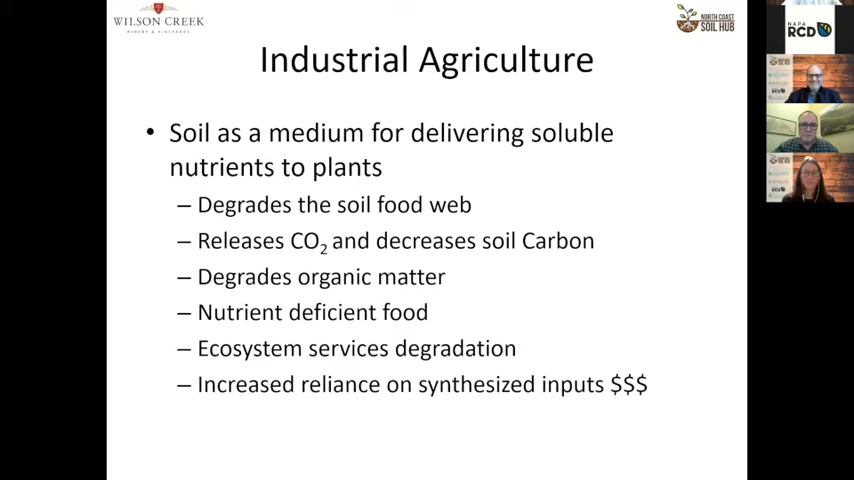 WILSON CREEK
WINERY & VINEYARDS
NORTH COAST
SOIL HUB
NAPA
RCD
Industrial Agriculture
• Soil as a medium for delivering soluble
nutrients to plants
– Degrades the soil food web
– Releases CO2 and decreases soil Carbon
– Degrades organic matter
– Nutrient deficient food
– Ecosystem services degradation
– Increased reliance on synthesized inputs $$$